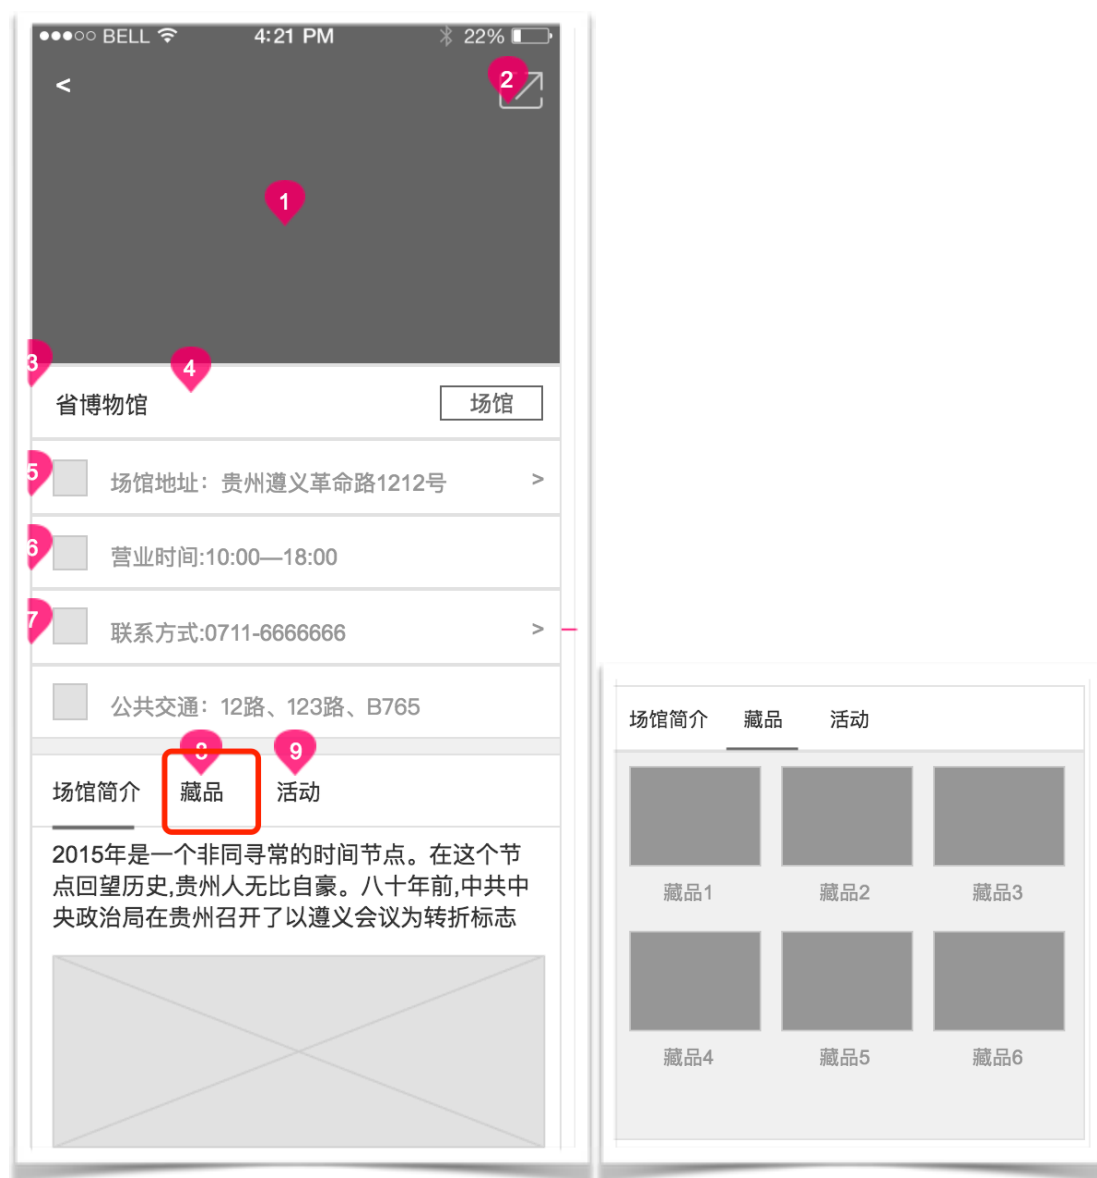 ●●●○○ BELL 4:21 PM 22%
<
2
1
3
4
省博物馆 场馆
5
场馆地址：贵州遵义革命路1212号 >
6
营业时间:10:00—18:00
7
联系方式:0711-6666666 >
公共交通：12路、123路、B765
8 9
场馆简介 藏品 活动
2015年是一个非同寻常的时间节点。在这个节
点回望历史,贵州人无比自豪。八十年前,中共中
央政治局在贵州召开了以遵义会议为转折标志
场馆简介 藏品 活动
藏品1 藏品2 藏品3
藏品4 藏品5 藏品6